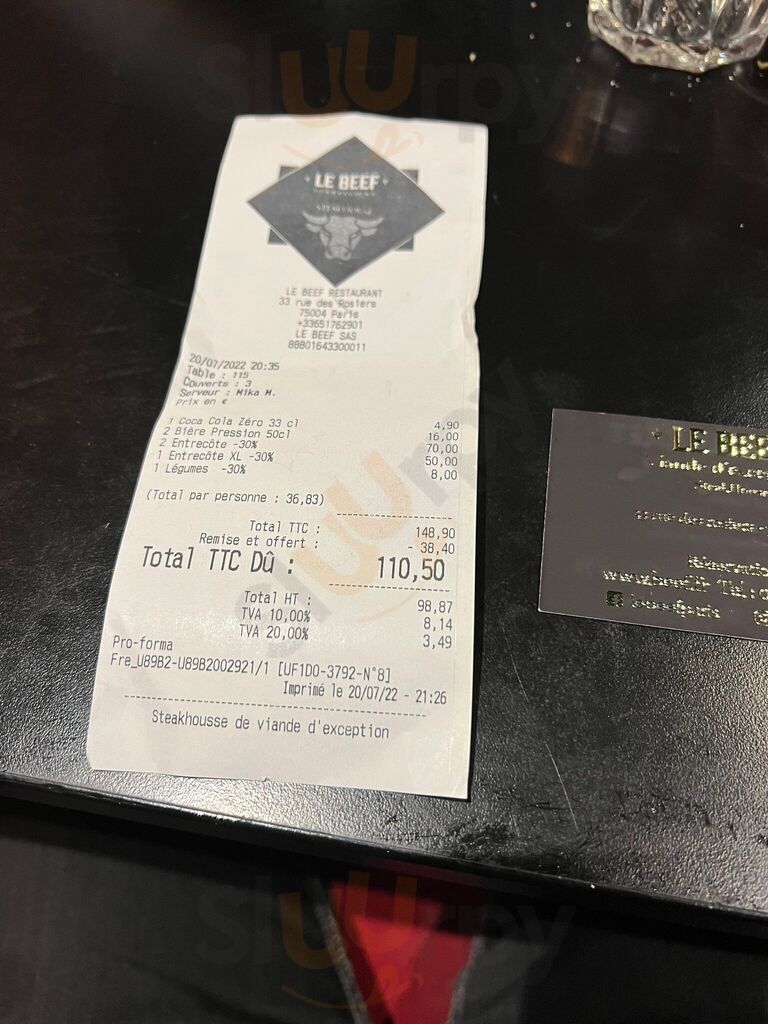 LE BEEF
LE BEEF RESTAURANT
33 rue des Rosiers
75004 Paris
+33651762901
LE BEEF SAS
88801643300011
20/07/2022 20:35
Table : 115
Couverts : 3
Serveur : Mika M.
Prix en €
1 Coca Cola Zéro 33 cl 4,90
2 Bière Pression 50cl 16,00
2 Entrecôte -30% 70,00
1 Entrecôte XL -30% 50,00
1 Légumes -30% 8,00
(Total par personne : 36,83)
Total TTC : 148,90
Remise et offert : - 38,40
Total TTC Dû : 110,50
Total HT : 98,87
TVA 10,00% 8,14
TVA 20,00% 3,49
Pro-forma
Fre_U89B2-U89B2002921/1 [UF1D0-3792-N°8]
Imprimé le 20/07/22 - 21:26
Steakhousse de viande d'exception
LE BEE
Slurpy
Slurpy
Slurpy